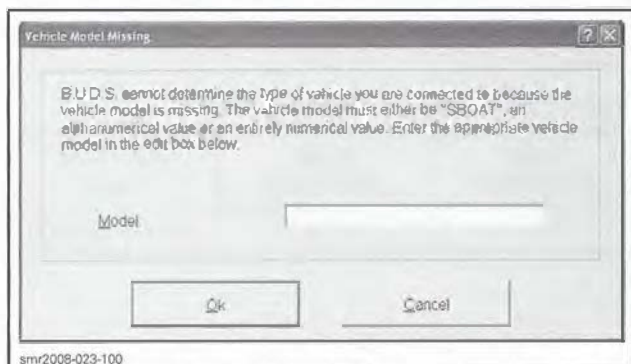 Vehicle Model Missing
B.U.D.S. cannot determine the type of vehicle you are connected to because the
vehicle model is missing. The vehicle model must either be "SBOAT", an
alphanumerical value or an entirely numerical value. Enter the appropriate vehicle
model in the edit box below.
Model
Ok
Cancel
smr2008-023-100